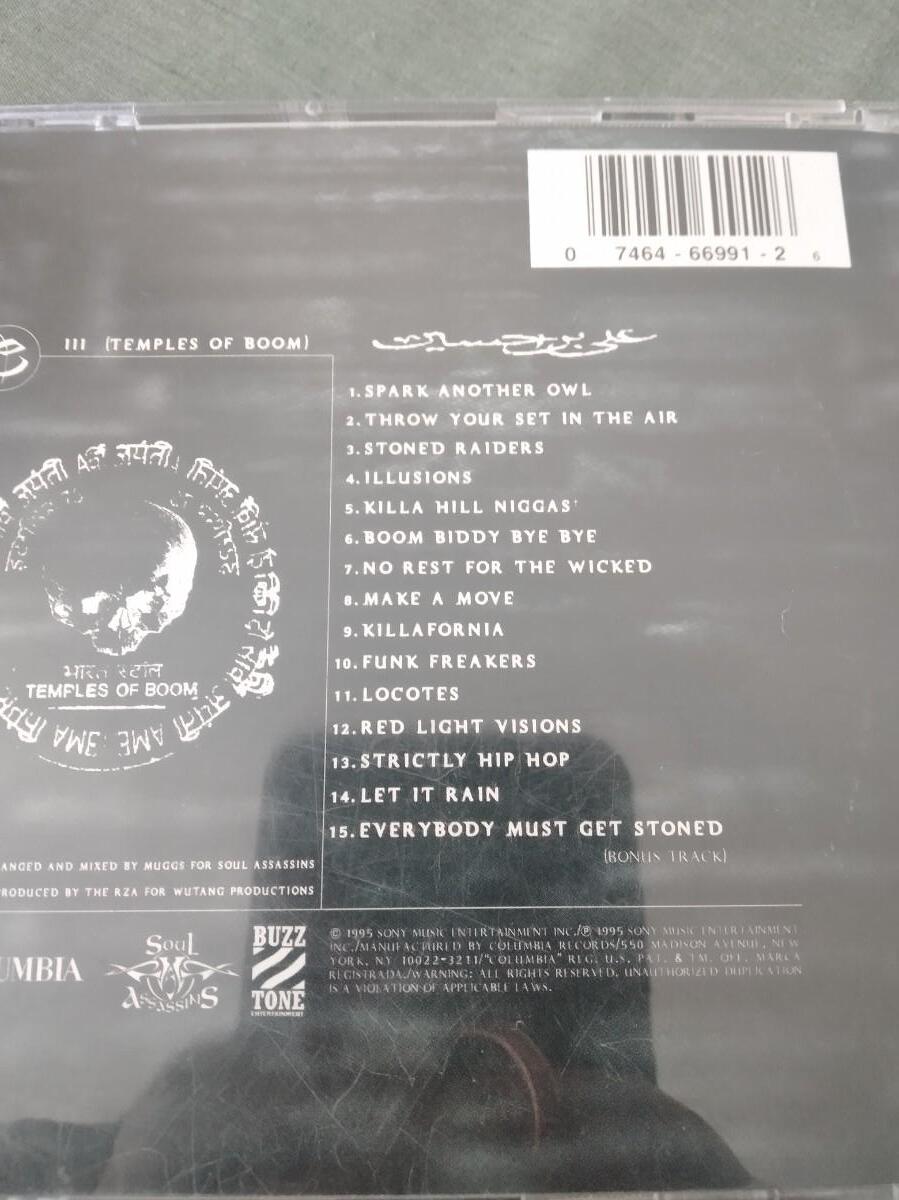 0 7464-66991-2 6
III (TEMPLES OF BOOM)
1. SPARK ANOTHER OWL
2. THROW YOUR SET IN THE AIR
3. STONED RAIDERS
4. ILLUSIONS
5. KILLA HILL NIGGAS'
6. BOOM BIDDY BYE BYE
7. NO REST FOR THE WICKED
8. MAKE A MOVE
9. KILLAFORNIA
10. FUNK FREAKERS
11. LOCOTES
12. RED LIGHT VISIONS
13. STRICTLY HIP HOP
14. LET IT RAIN
15. EVERYBODY MUST GET STONED
(BONUS TRACK)
भारत
TEMPLES OF BOOM
ANGED AND MIXED BY MUGGS FOR SOUL ASSASSINS
RODUCED BY THE RZA FOR WUTANG PRODUCTIONS
UMBIA
SOUL
ASSASSINS
BUZZ
TONE
ENTERTAINMENT
© 1995 SONY MUSIC ENTERTAINMENT INC./℗ 1995 SONY MUSIC ENTERTAINMENT
INC./MANUFACTURED BY COLUMBIA RECORDS/550 MADISON AVENUE, NEW
YORK, NY 10022-3211/"COLUMBIA" REG. U.S. PAT. & TM. OFF. MARCA
REGISTRADA./WARNING: ALL RIGHTS RESERVED. UNAUTHORIZED DUPLICATION
IS A VIOLATION OF APPLICABLE LAWS.